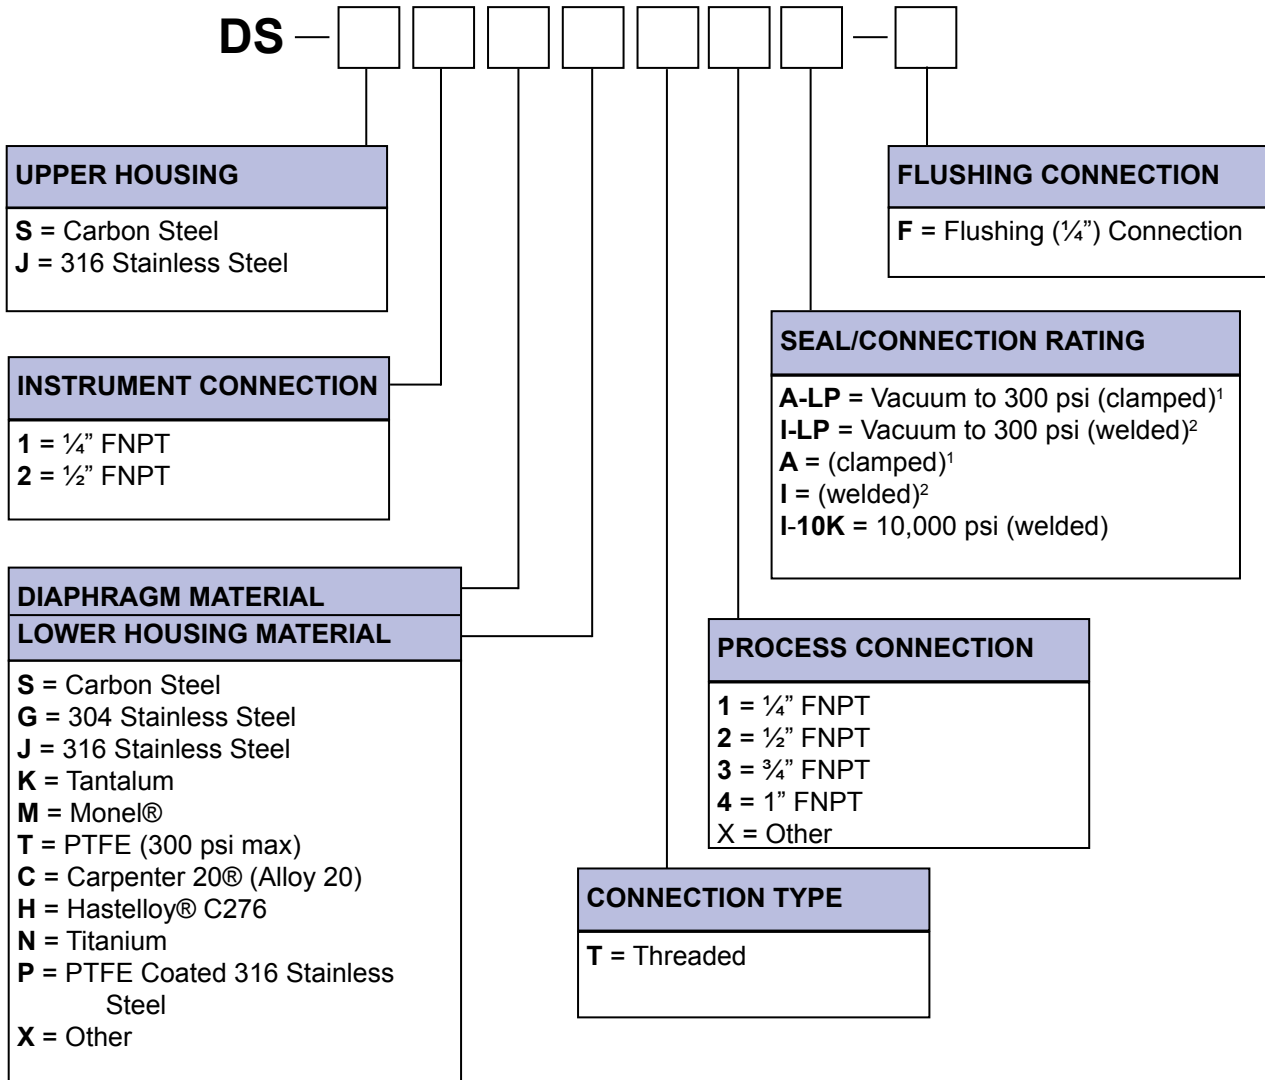 DS — —
UPPER HOUSING
S = Carbon Steel
J = 316 Stainless Steel
FLUSHING CONNECTION
F = Flushing (¼”) Connection
INSTRUMENT CONNECTION
1 = ¼” FNPT
2 = ½” FNPT
SEAL/CONNECTION RATING
A-LP = Vacuum to 300 psi (clamped)¹
I-LP = Vacuum to 300 psi (welded)²
A = (clamped)¹
I = (welded)²
I-10K = 10,000 psi (welded)
DIAPHRAGM MATERIAL
LOWER HOUSING MATERIAL
S = Carbon Steel
G = 304 Stainless Steel
J = 316 Stainless Steel
K = Tantalum
M = Monel®
T = PTFE (300 psi max)
C = Carpenter 20® (Alloy 20)
H = Hastelloy® C276
N = Titanium
P = PTFE Coated 316 Stainless
Steel
X = Other
PROCESS CONNECTION
1 = ¼” FNPT
2 = ½” FNPT
3 = ¾” FNPT
4 = 1” FNPT
X = Other
CONNECTION TYPE
T = Threaded